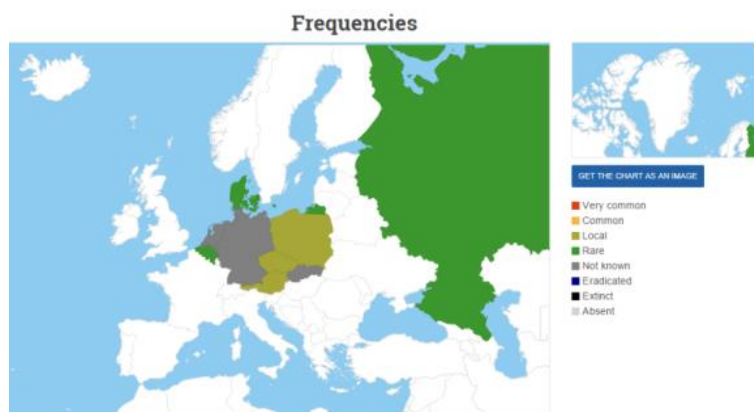 Frequencies
GET THE CHART AS AN IMAGE
Very common
Common
Local
Rare
Not known
Eradicated
Extinct
Absent